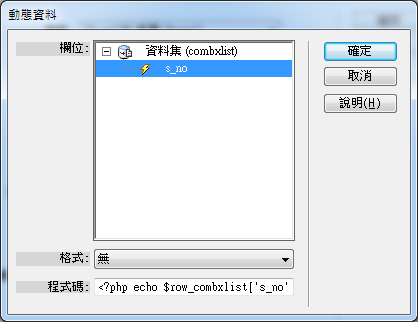 動態資料
欄位:
資料集 (combxlist)
s_no
確定
取消
說明(H)
格式:
無
程式碼:
<?php echo $row_combxlist['s_no'